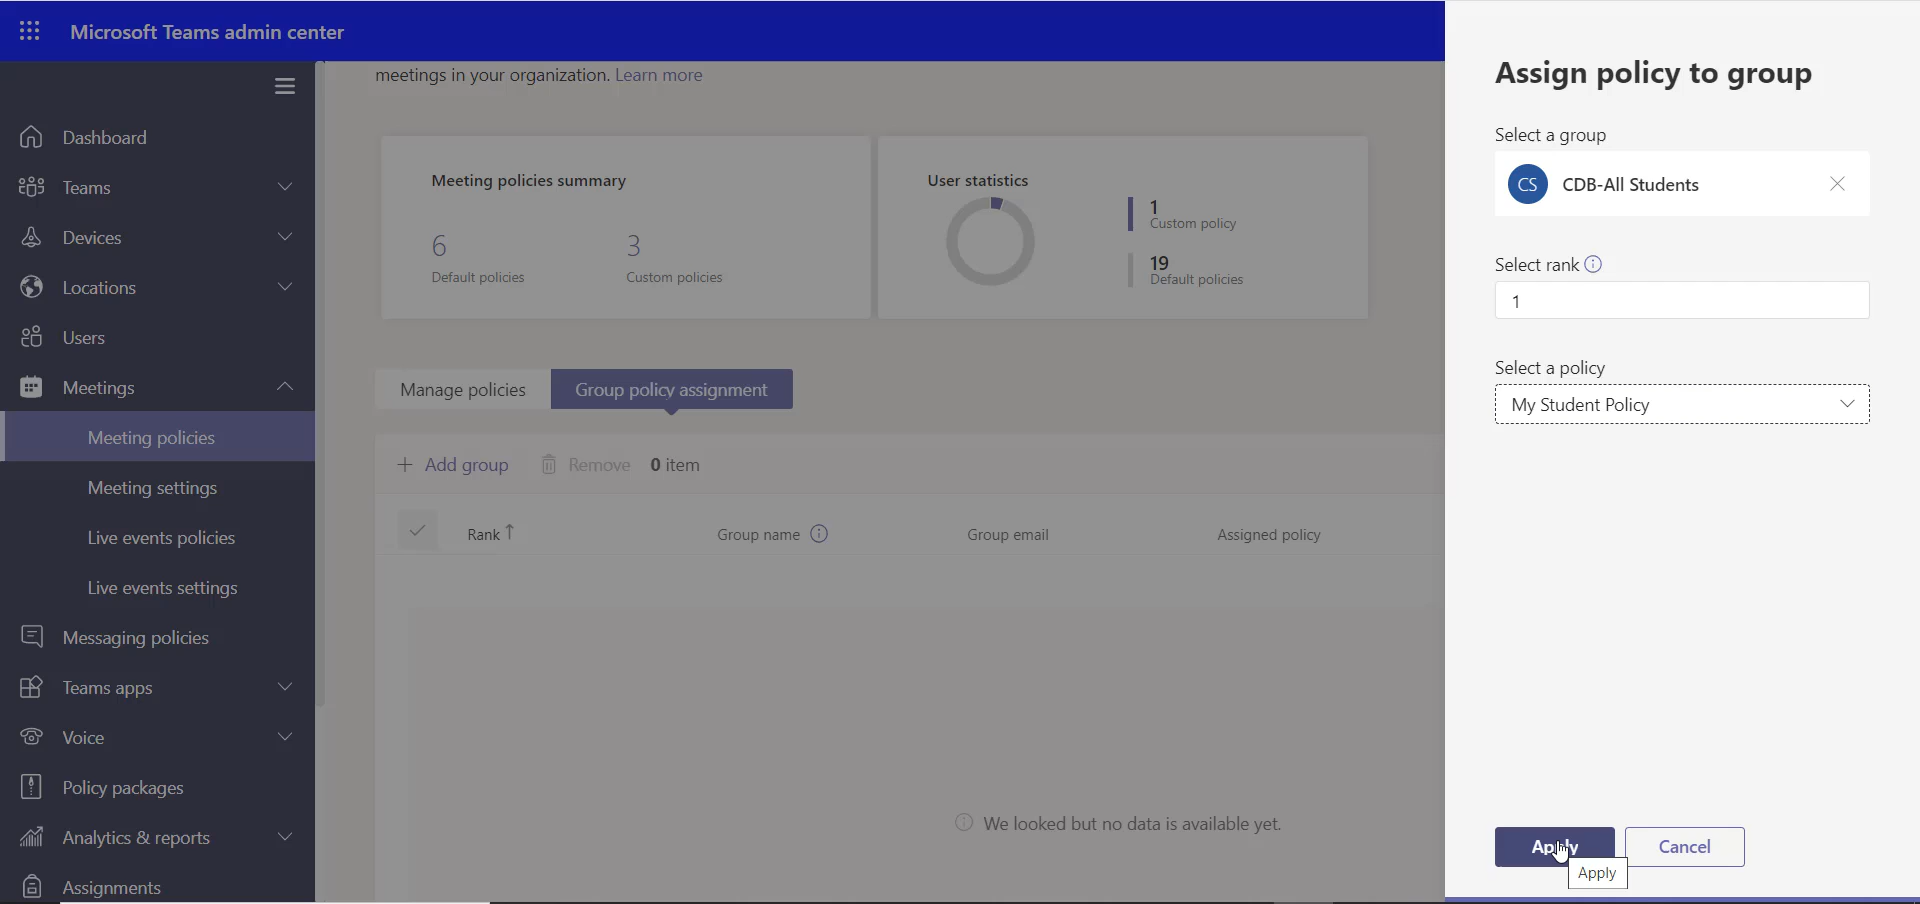 Microsoft Teams admin center
Dashboard
Teams
Devices
Locations
Users
Meetings
Meeting policies
Meeting settings
Live events policies
Live events settings
Messaging policies
Teams apps
Voice
Policy packages
Analytics & reports
Assignments
meetings in your organization. Learn more
Meeting policies summary
6
Default policies
3
Custom policies
User statistics
1
Custom policy
19
Default policies
Manage policies
Group policy assignment
+ Add group
Remove
0 item
Rank ↑
Group name
Group email
Assigned policy
We looked but no data is available yet.
Assign policy to group
Select a group
CS
CDB-All Students
Select rank
1
Select a policy
My Student Policy
Apply
Cancel
Apply